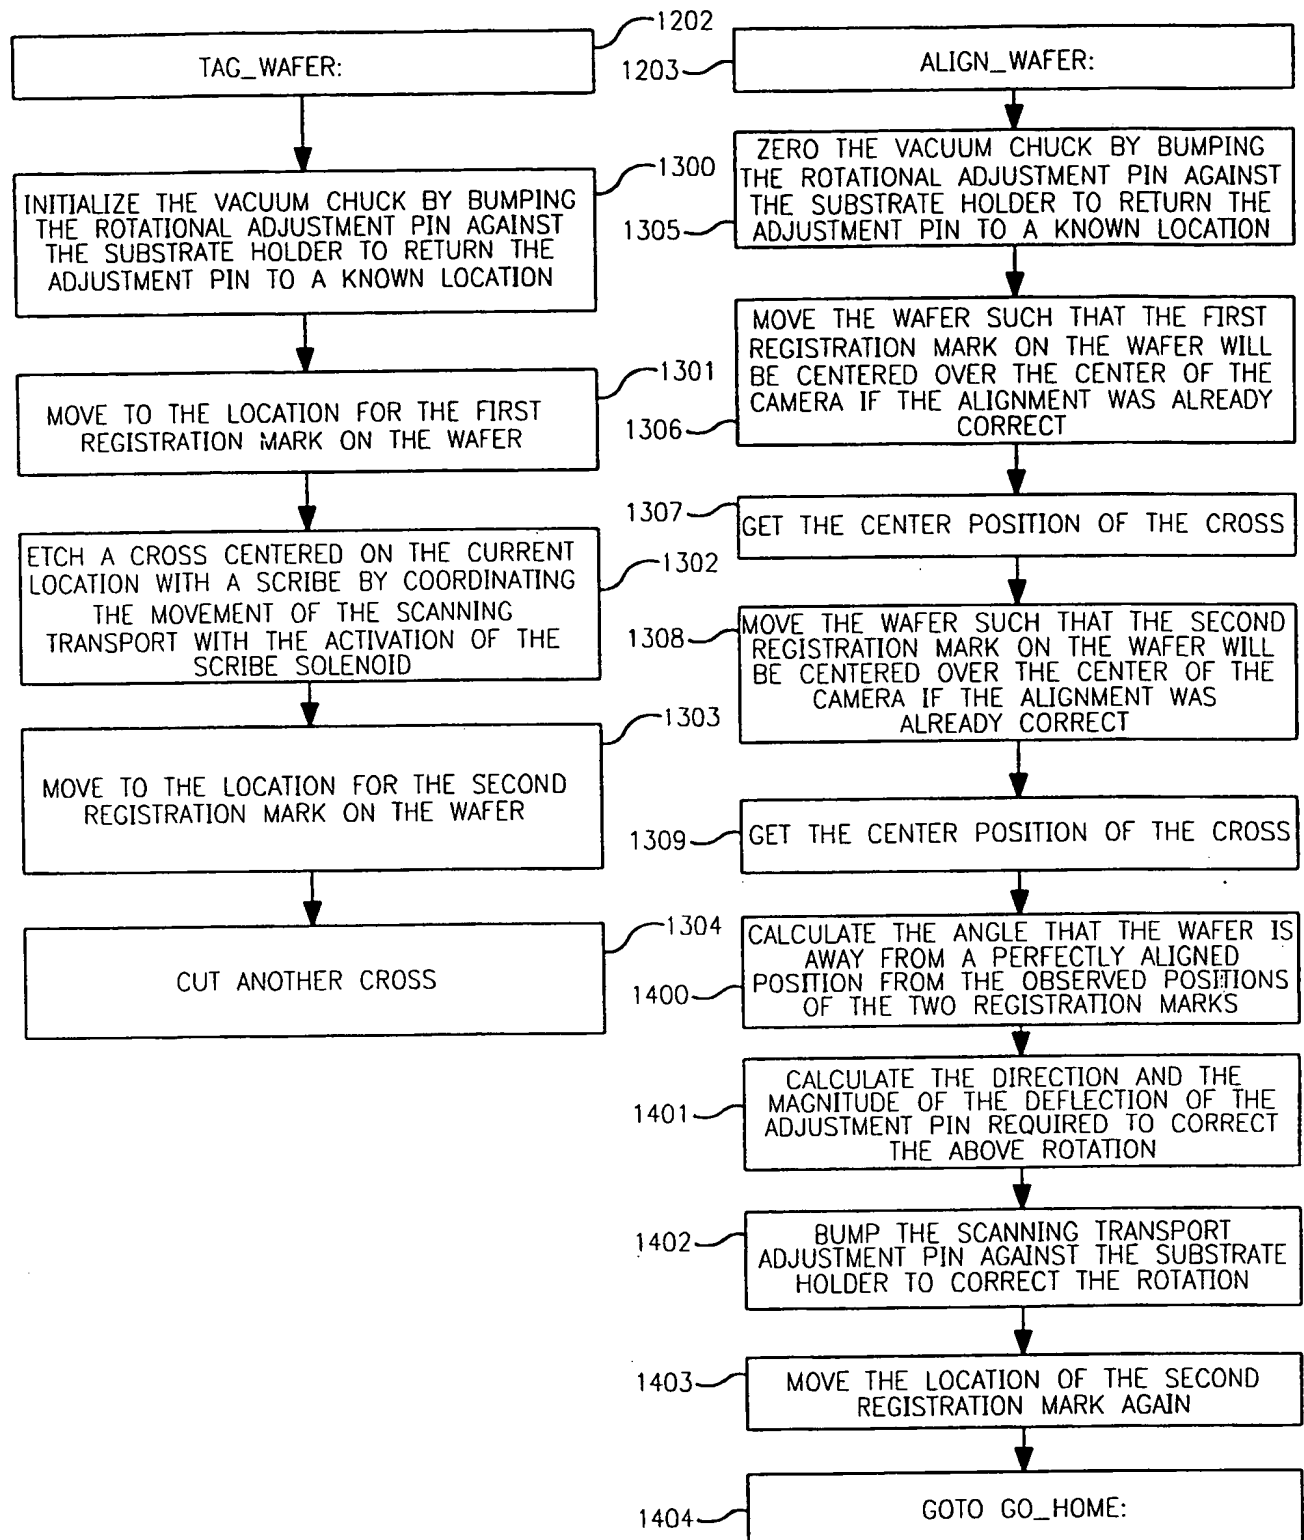 1202
TAG_WAFER:
1300
INITIALIZE THE VACUUM CHUCK BY BUMPING
THE ROTATIONAL ADJUSTMENT PIN AGAINST
THE SUBSTRATE HOLDER TO RETURN THE
ADJUSTMENT PIN TO A KNOWN LOCATION
1301
MOVE TO THE LOCATION FOR THE FIRST
REGISTRATION MARK ON THE WAFER
1302
ETCH A CROSS CENTERED ON THE CURRENT
LOCATION WITH A SCRIBE BY COORDINATING
THE MOVEMENT OF THE SCANNING
TRANSPORT WITH THE ACTIVATION OF THE
SCRIBE SOLENOID
1303
MOVE TO THE LOCATION FOR THE SECOND
REGISTRATION MARK ON THE WAFER
1304
CUT ANOTHER CROSS
1203
ALIGN_WAFER:
1305
ZERO THE VACUUM CHUCK BY BUMPING
THE ROTATIONAL ADJUSTMENT PIN AGAINST
THE SUBSTRATE HOLDER TO RETURN THE
ADJUSTMENT PIN TO A KNOWN LOCATION
1306
MOVE THE WAFER SUCH THAT THE FIRST
REGISTRATION MARK ON THE WAFER WILL
BE CENTERED OVER THE CENTER OF THE
CAMERA IF THE ALIGNMENT WAS ALREADY
CORRECT
1307
GET THE CENTER POSITION OF THE CROSS
1308
MOVE THE WAFER SUCH THAT THE SECOND
REGISTRATION MARK ON THE WAFER WILL
BE CENTERED OVER THE CENTER OF THE
CAMERA IF THE ALIGNMENT WAS
ALREADY CORRECT
1309
GET THE CENTER POSITION OF THE CROSS
1400
CALCULATE THE ANGLE THAT THE WAFER IS
AWAY FROM A PERFECTLY ALIGNED
POSITION FROM THE OBSERVED POSITIONS
OF THE TWO REGISTRATION MARKS
1401
CALCULATE THE DIRECTION AND THE
MAGNITUDE OF THE DEFLECTION OF THE
ADJUSTMENT PIN REQUIRED TO CORRECT
THE ABOVE ROTATION
1402
BUMP THE SCANNING TRANSPORT
ADJUSTMENT PIN AGAINST THE SUBSTRATE
HOLDER TO CORRECT THE ROTATION
1403
MOVE THE LOCATION OF THE SECOND
REGISTRATION MARK AGAIN
1404
GOTO GO_HOME: